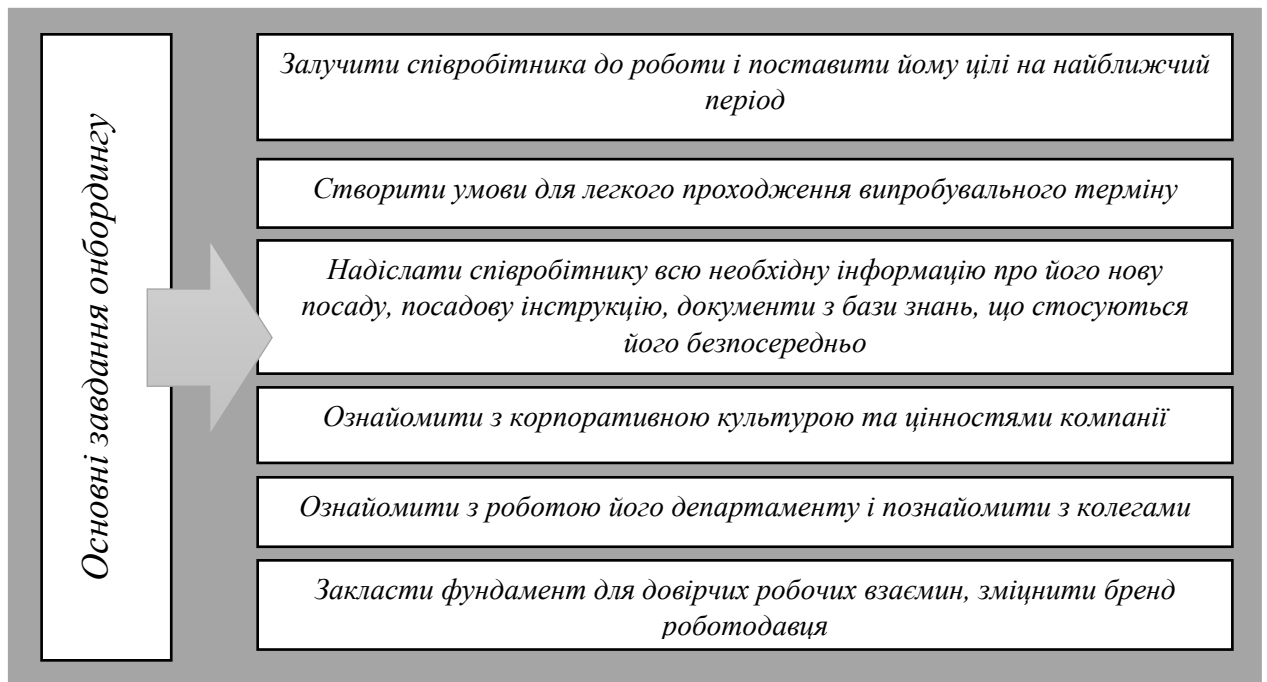 Основні завдання онбордингу
Залучити співробітника до роботи і поставити йому цілі на найближчий
період
Створити умови для легкого проходження випробувального терміну
Надіслати співробітнику всю необхідну інформацію про його нову
посаду, посадову інструкцію, документи з бази знань, що стосуються
його безпосередньо
Ознайомити з корпоративною культурою та цінностями компанії
Ознайомити з роботою його департаменту і познайомити з колегами
Закласти фундамент для довірчих робочих взаємин, зміцнити бренд
роботодавця